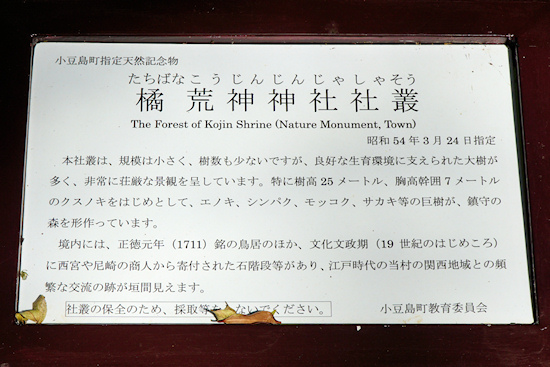 小豆島町指定天然記念物
たちばなこうじんじんじゃしゃそう
橘 荒神神社社叢
The Forest of Kojin Shrine (Nature Monument, Town)
昭和 54 年 3 月 24 日指定
本社叢は、規模は小さく、樹数も少ないですが、良好な生育環境に支えられた大樹が
多く、非常に荘厳な景観を呈しています。特に樹高 25 メートル、胸高幹囲 7 メートル
のクスノキをはじめとして、エノキ、シンパク、モッコク、サカキ等の巨樹が、鎮守の
森を形作っています。
境内には、正徳元年（1711）銘の鳥居のほか、文化文政期（19 世紀のはじめころ）
に西宮や尼崎の商人から寄付された石階段等があり、江戸時代の当村の関西地域との頻
繁な交流の跡が垣間見えます。
社叢の保全のため、採取等 ないでください。
小豆島町教育委員会